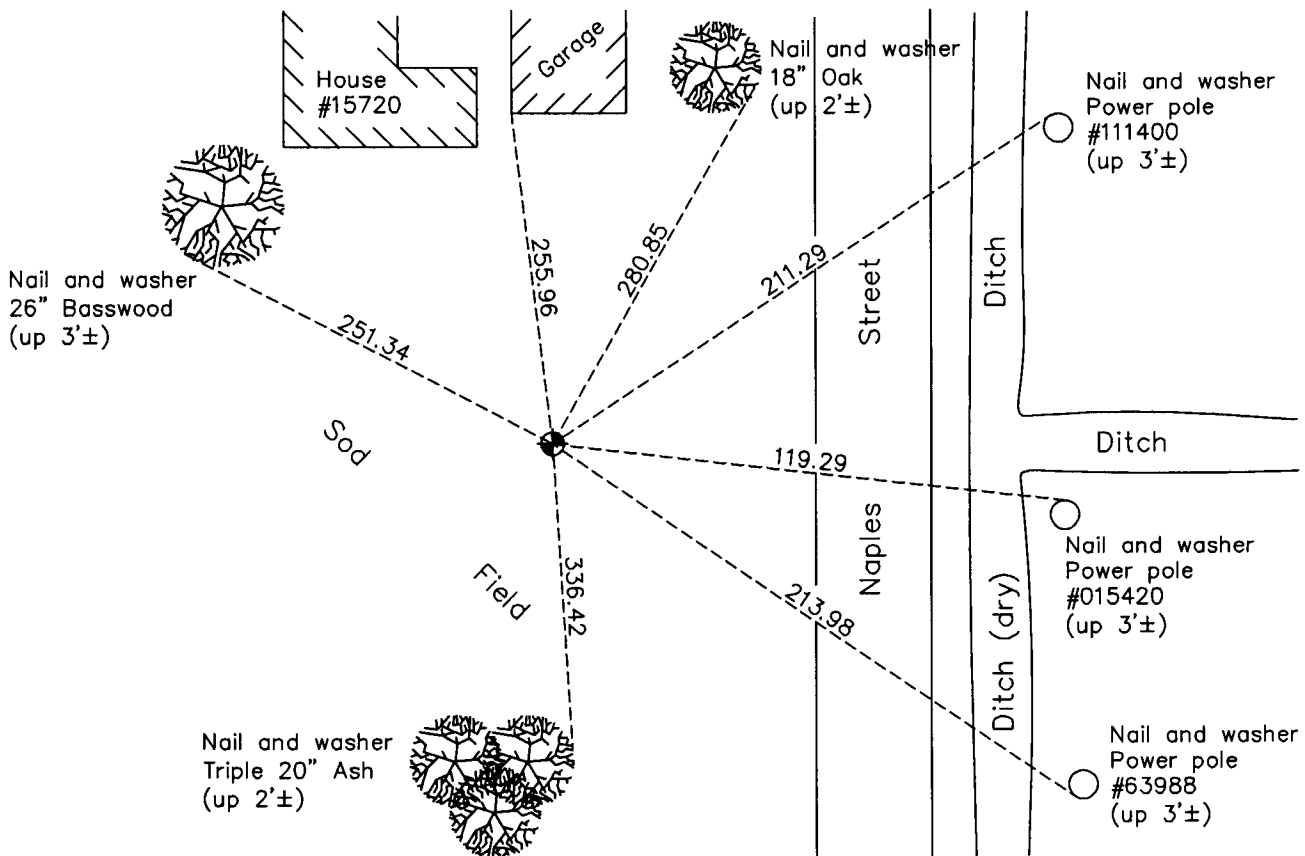 House
#15720
Garage
Nail and washer
18" Oak
(up 2'±)
Nail and washer
Power pole
#111400
(up 3'±)
Nail and washer
26" Basswood
(up 3'±)
251.34
255.96
280.85
211.29
Street
Ditch
Sod
Field
119.29
Naples
Ditch
Nail and washer
Power pole
#015420
(up 3'±)
336.42
213.98
Ditch (dry)
Nail and washer
Triple 20" Ash
(up 2'±)
Nail and washer
Power pole
#63988
(up 3'±)